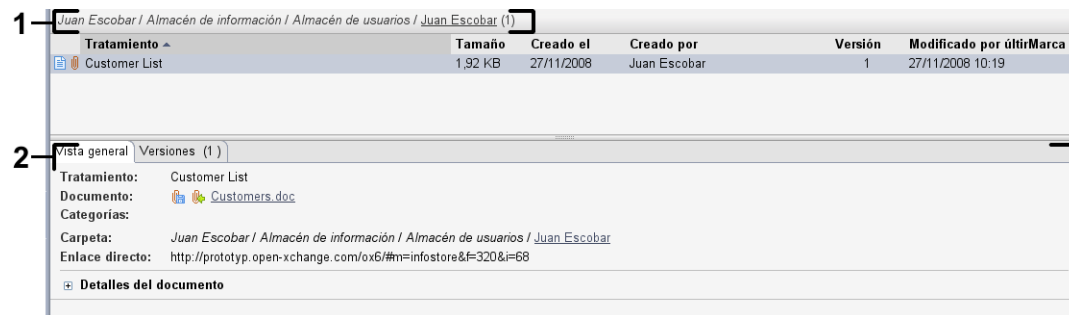 1
Juan Escobar / Almacén de información / Almacén de usuarios / Juan Escobar (1)
Tratamiento Tamaño Creado el Creado por Versión Modificado por últirMarca
Customer List 1,92 KB 27/11/2008 Juan Escobar 1 27/11/2008 10:19
2
Vista general Versiones (1)
Tratamiento: Customer List
Documento: Customers.doc
Categorías:
Carpeta: Juan Escobar / Almacén de información / Almacén de usuarios / Juan Escobar
Enlace directo: http://prototyp.open-xchange.com/ox6/#m=infostore&f=320&i=68
Detalles del documento